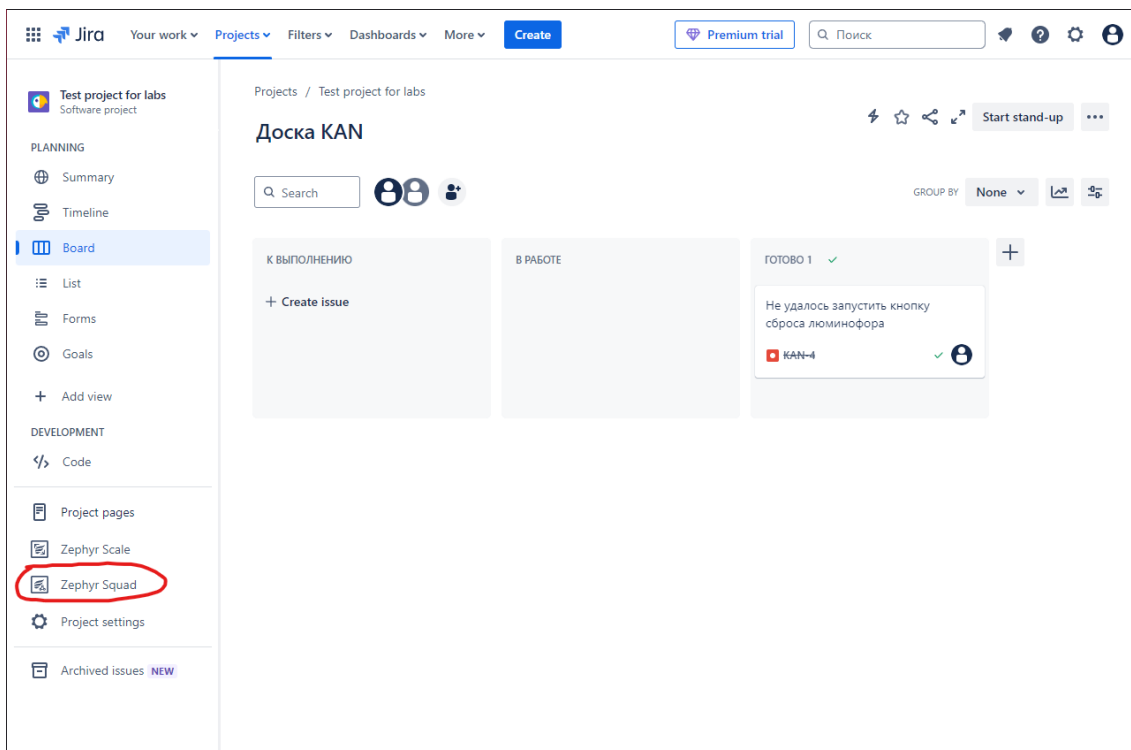 Jira
Your work
Projects
Filters
Dashboards
More
Create
Premium trial
Поиск
Test project for labs
Software project
PLANNING
Summary
Timeline
Board
List
Forms
Goals
Add view
DEVELOPMENT
Code
Project pages
Zephyr Scale
Zephyr Squad
Project settings
Archived issues NEW
Projects / Test project for labs
Доска KAN
Start stand-up
Search
GROUP BY
None
К ВЫПОЛНЕНИЮ
+ Create issue
В РАБОТЕ
ГОТОВО 1
Не удалось запустить кнопку
сброса люминофора
KAN-4